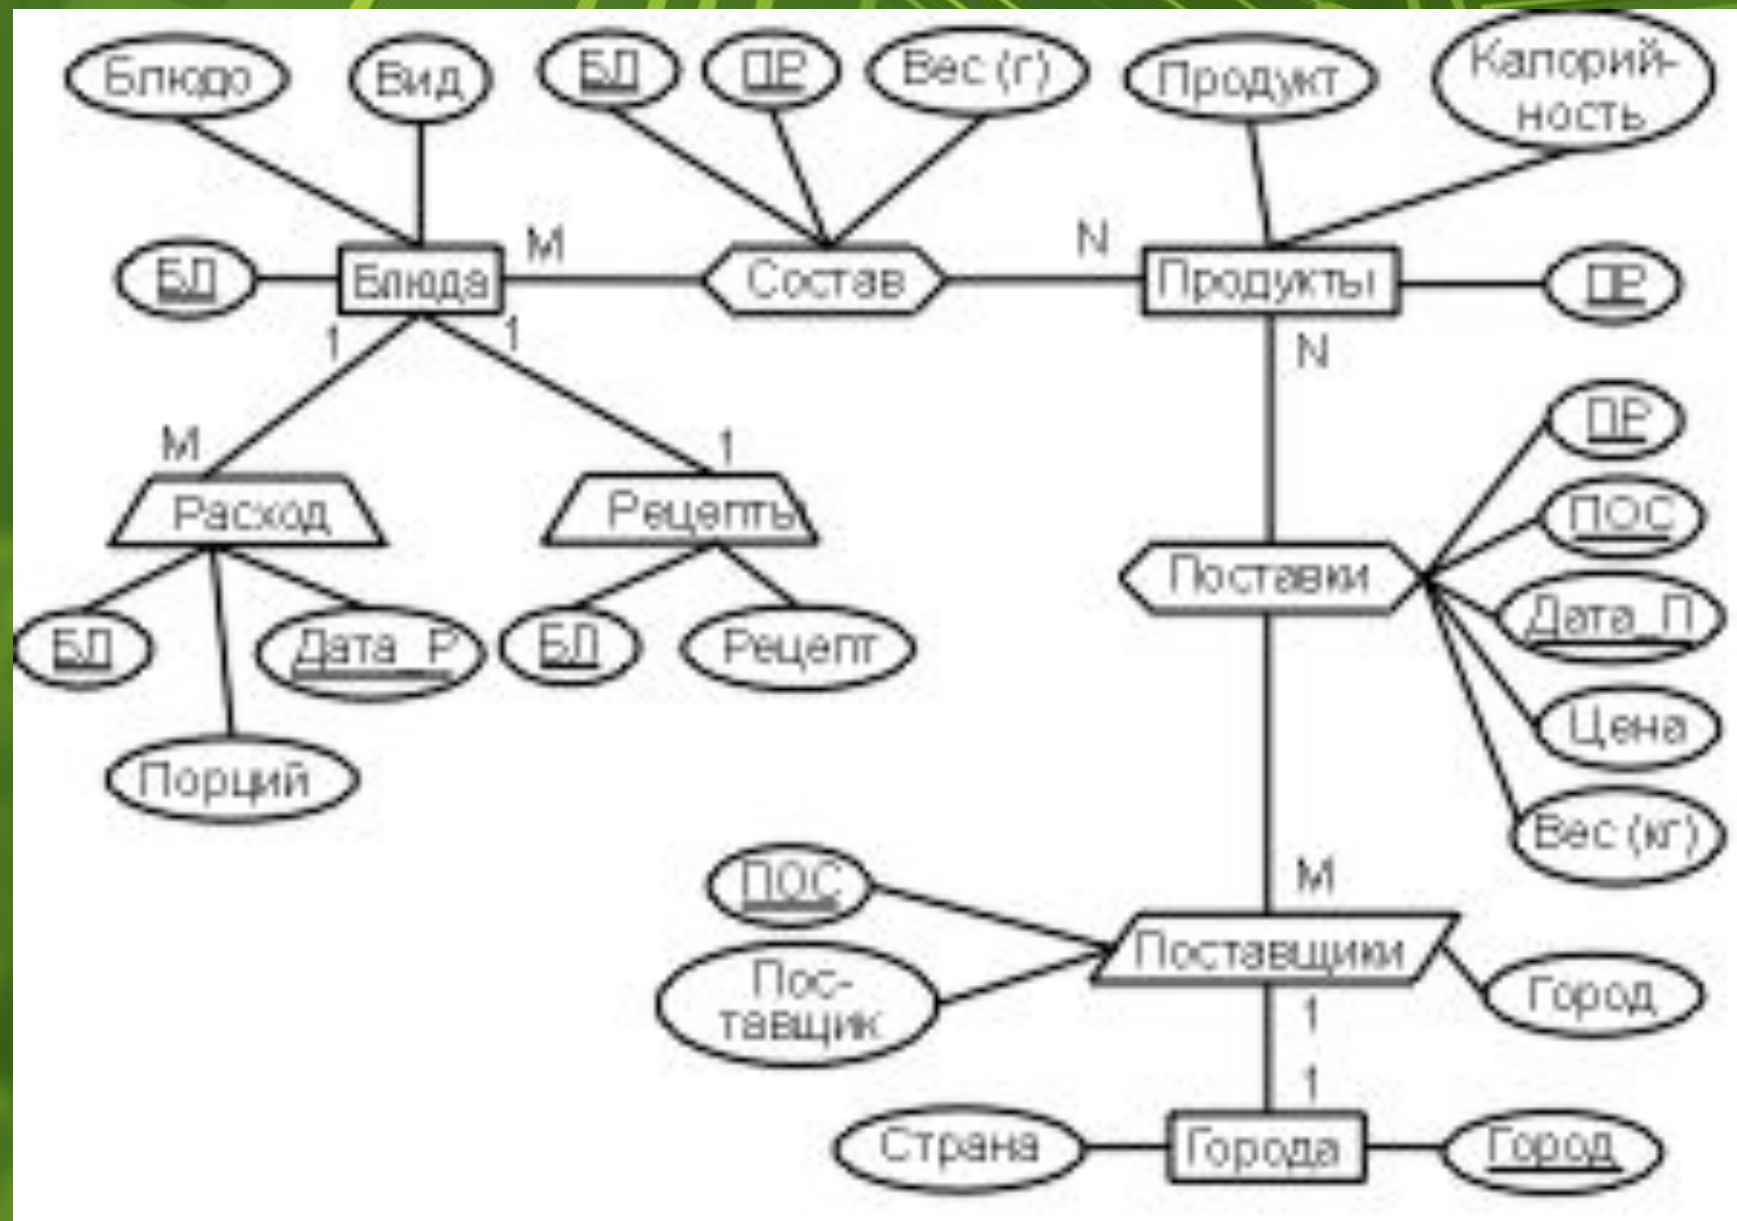 Блюдо
Вид
БЛ
ПР
Вес (г)
Продукт
Калорий-
ность
БЛ
Блюда
M
Состав
N
Продукты
ПР
1
1
N
M
1
ПР
Расход
Рецепты
ПОС
Поставки
БЛ
Дата_Р
БЛ
Рецепт
Дата_П
Порций
Цена
Вес (кг)
ПОС
M
Поставщики
Пос-
тавщик
Город
1
1
Страна
Города
Город